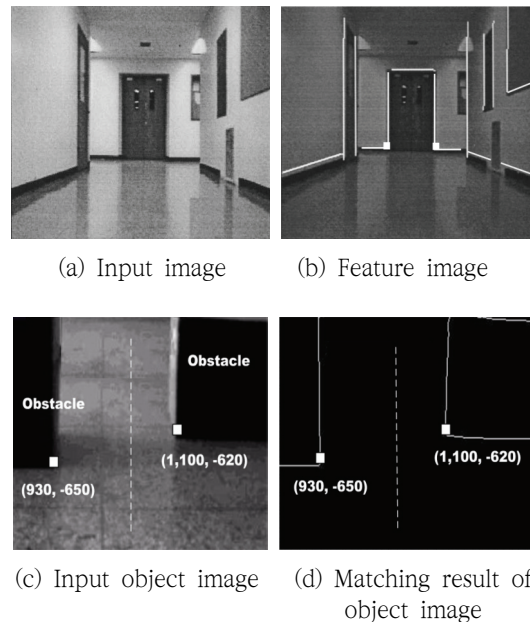 (a) Input image
(b) Feature image
Obstacle
Obstacle
(1,100, -620)
(930, -650)
(1,100, -620)
(930, -650)
(c) Input object image
(d) Matching result of
object image